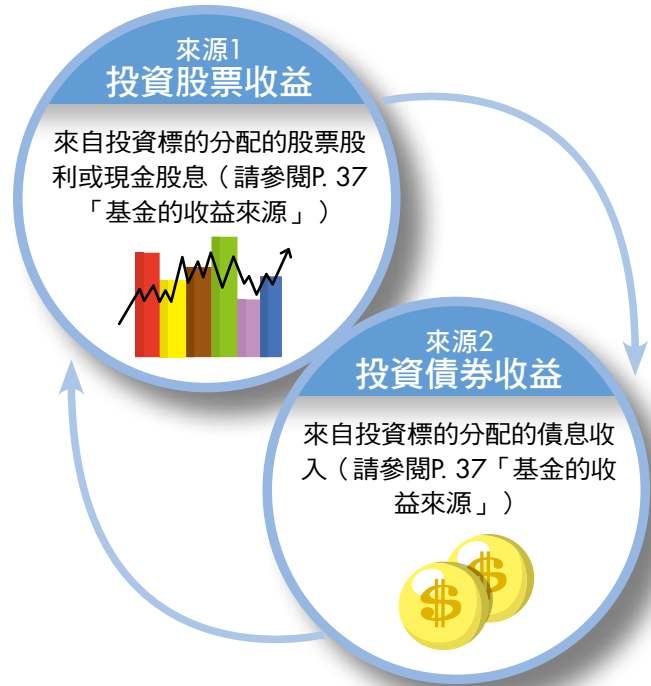 來源1
投資股票收益
來自投資標的分配的股票股
利或現金股息（請參閱P. 37
「基金的收益來源」）
來源2
投資債券收益
來自投資標的分配的債息收
入（請參閱P. 37「基金的收
益來源」）
$
$